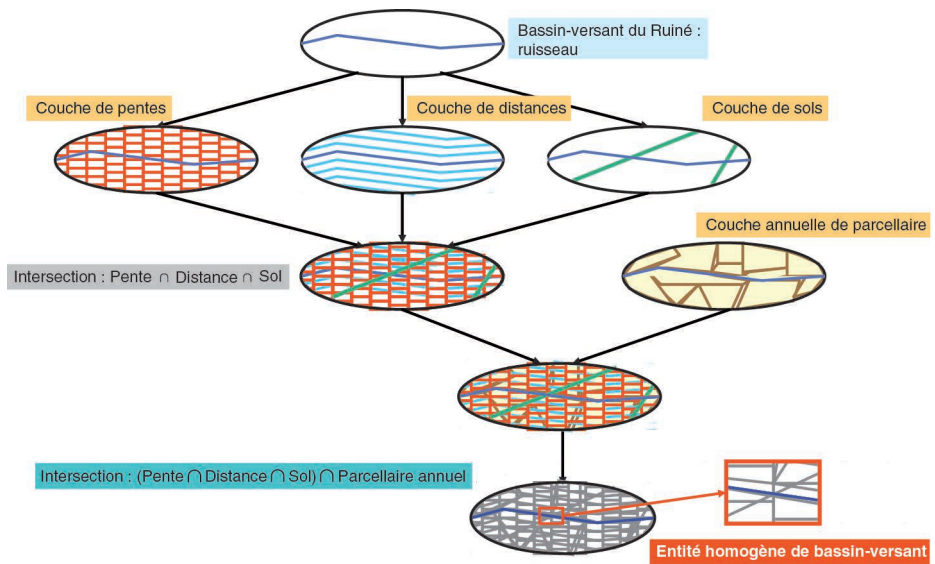 Bassin-versant du Ruiné :
ruisseau
Couche de pentes
Couche de distances
Couche de sols
Couche annuelle de parcellaire
Intersection : Pente ∩ Distance ∩ Sol
Intersection : (Pente ∩ Distance ∩ Sol) ∩ Parcellaire annuel
Entité homogène de bassin-versant